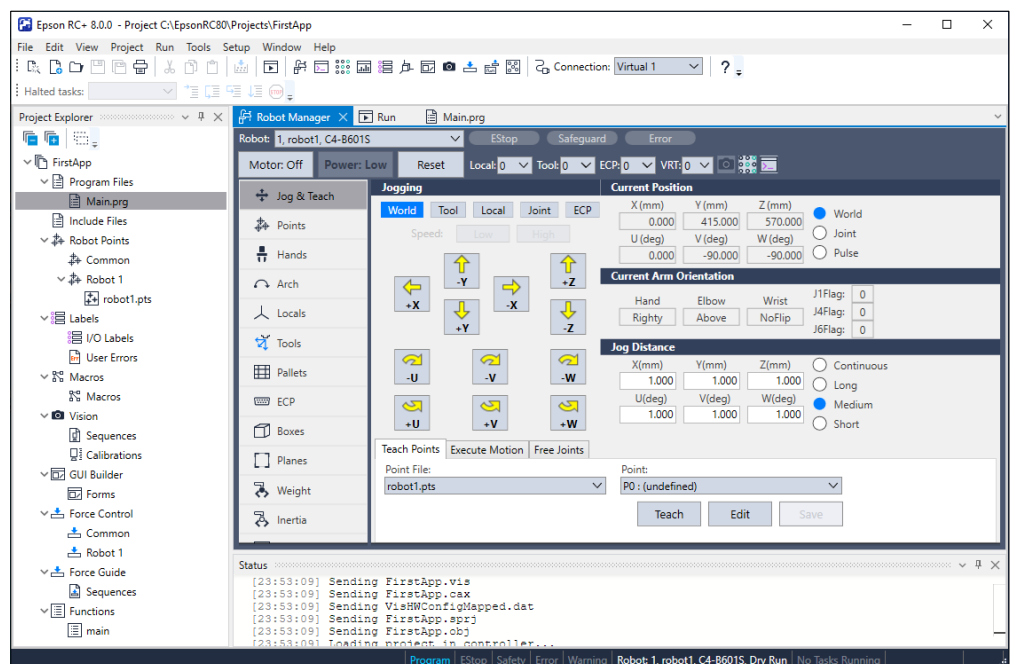 Epson RC+ 8.0.0 - Project C:\EpsonRC80\Projects\FirstApp
File Edit View Project Run Tools Setup Window Help
Connection: Virtual 1 ?
Halted tasks: STOP
Project Explorer
FirstApp
Program Files
Main.prg
Include Files
Robot Points
Common
Robot 1
robot1.pts
Labels
I/O Labels
User Errors
Macros
Macros
Vision
Sequences
Calibrations
GUI Builder
Forms
Force Control
Common
Robot 1
Force Guide
Sequences
Functions
main
Robot Manager Run Main.prg
Robot: 1, robot1, C4-B601S EStop Safeguard Error
Motor: Off Power: Low Reset Local: 0 Tool: 0 ECP: 0 VRT: 0
Jog & Teach
Points
Hands
Arch
Locals
Tools
Pallets
ECP
Boxes
Planes
Weight
Inertia
Jogging
World Tool Local Joint ECP
Speed: Low High
-Y +Z
+X -X
+Y -Z
-U -V -W
+U +V +W
Current Position
X (mm) Y (mm) Z (mm)
0.000 415.000 570.000
U (deg) V (deg) W (deg)
0.000 -90.000 -90.000
World
Joint
Pulse
Current Arm Orientation
Hand Elbow Wrist
Righty Above NoFlip
J1Flag: 0
J4Flag: 0
J6Flag: 0
Jog Distance
X(mm) Y(mm) Z(mm)
1.000 1.000 1.000
U(deg) V(deg) W(deg)
1.000 1.000 1.000
Continuous
Long
Medium
Short
Teach Points Execute Motion Free Joints
Point File: Point:
robot1.pts P0 : (undefined)
Teach Edit Save
Status
[23:53:09] Sending FirstApp.vis
[23:53:09] Sending FirstApp.cax
[23:53:09] Sending VisHWConfigMapped.dat
[23:53:09] Sending FirstApp.sprj
[23:53:09] Sending FirstApp.obj
[23:53:09] Loading project in controller...
Program EStop Safety Error Warning Robot: 1, robot1, C4-B601S, Dry Run No Tasks Running